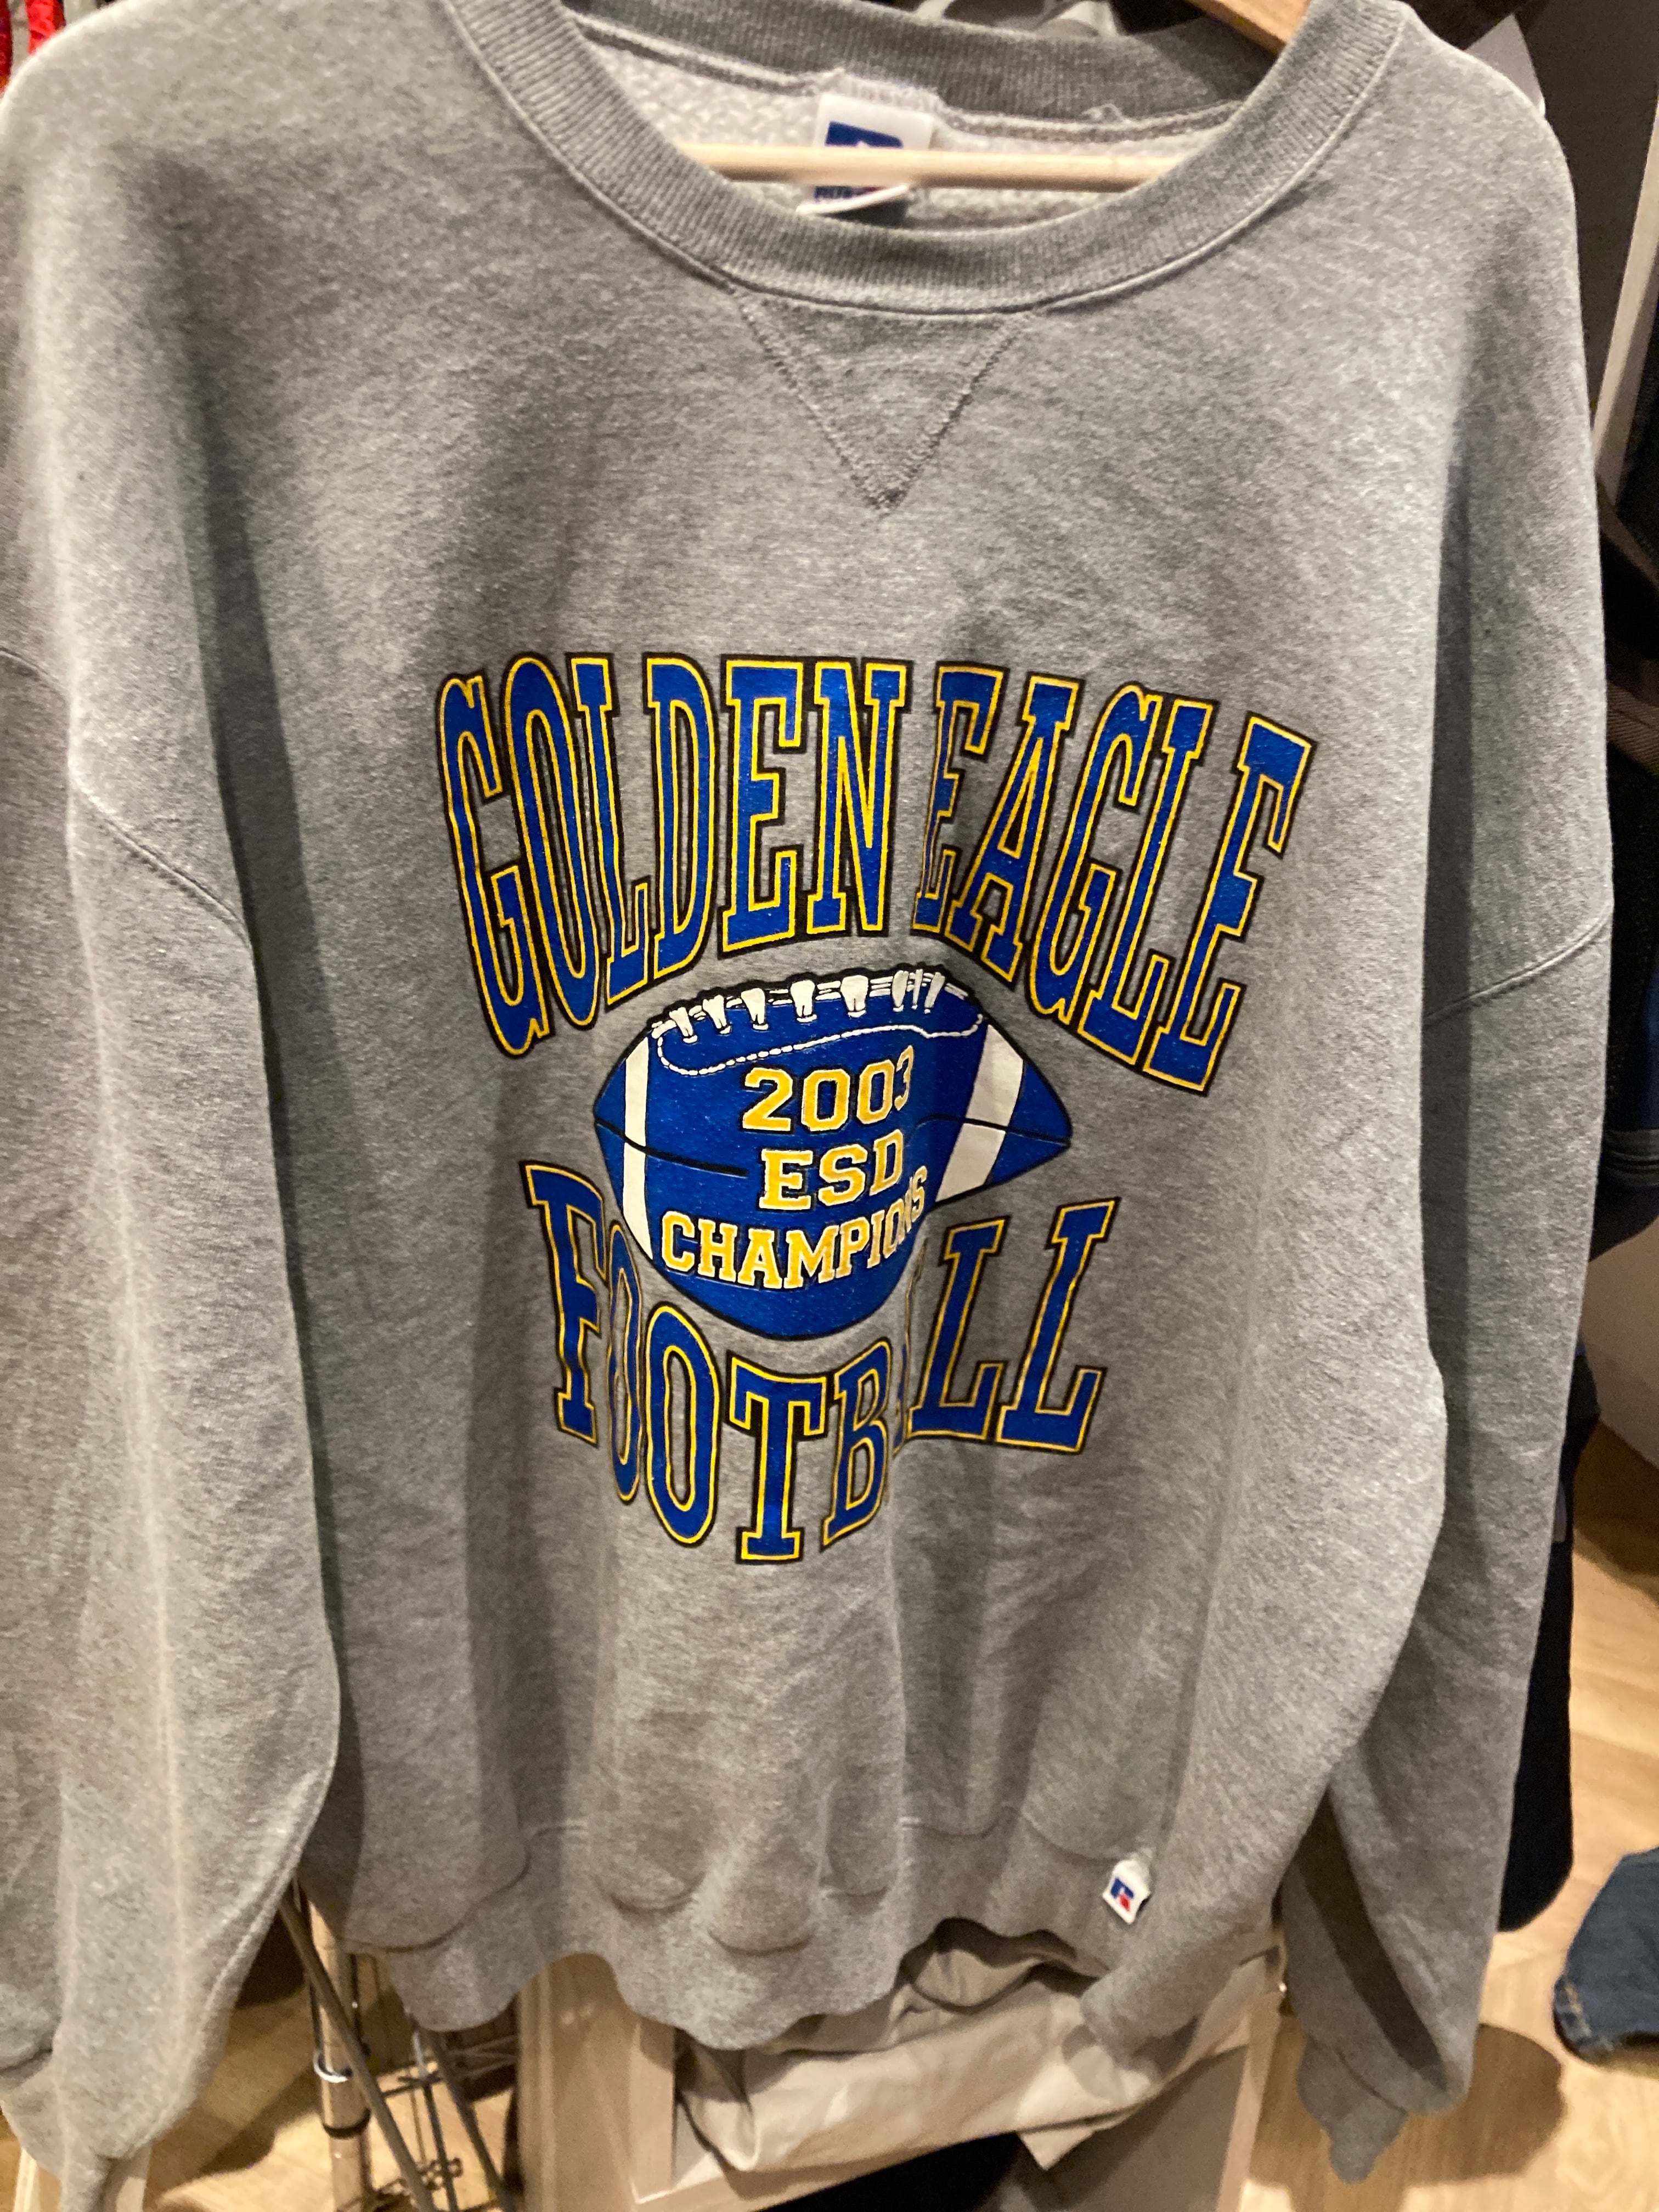 GOLDEN EAGLE
2003
ESD
CHAMPIONS
FOOTBALL